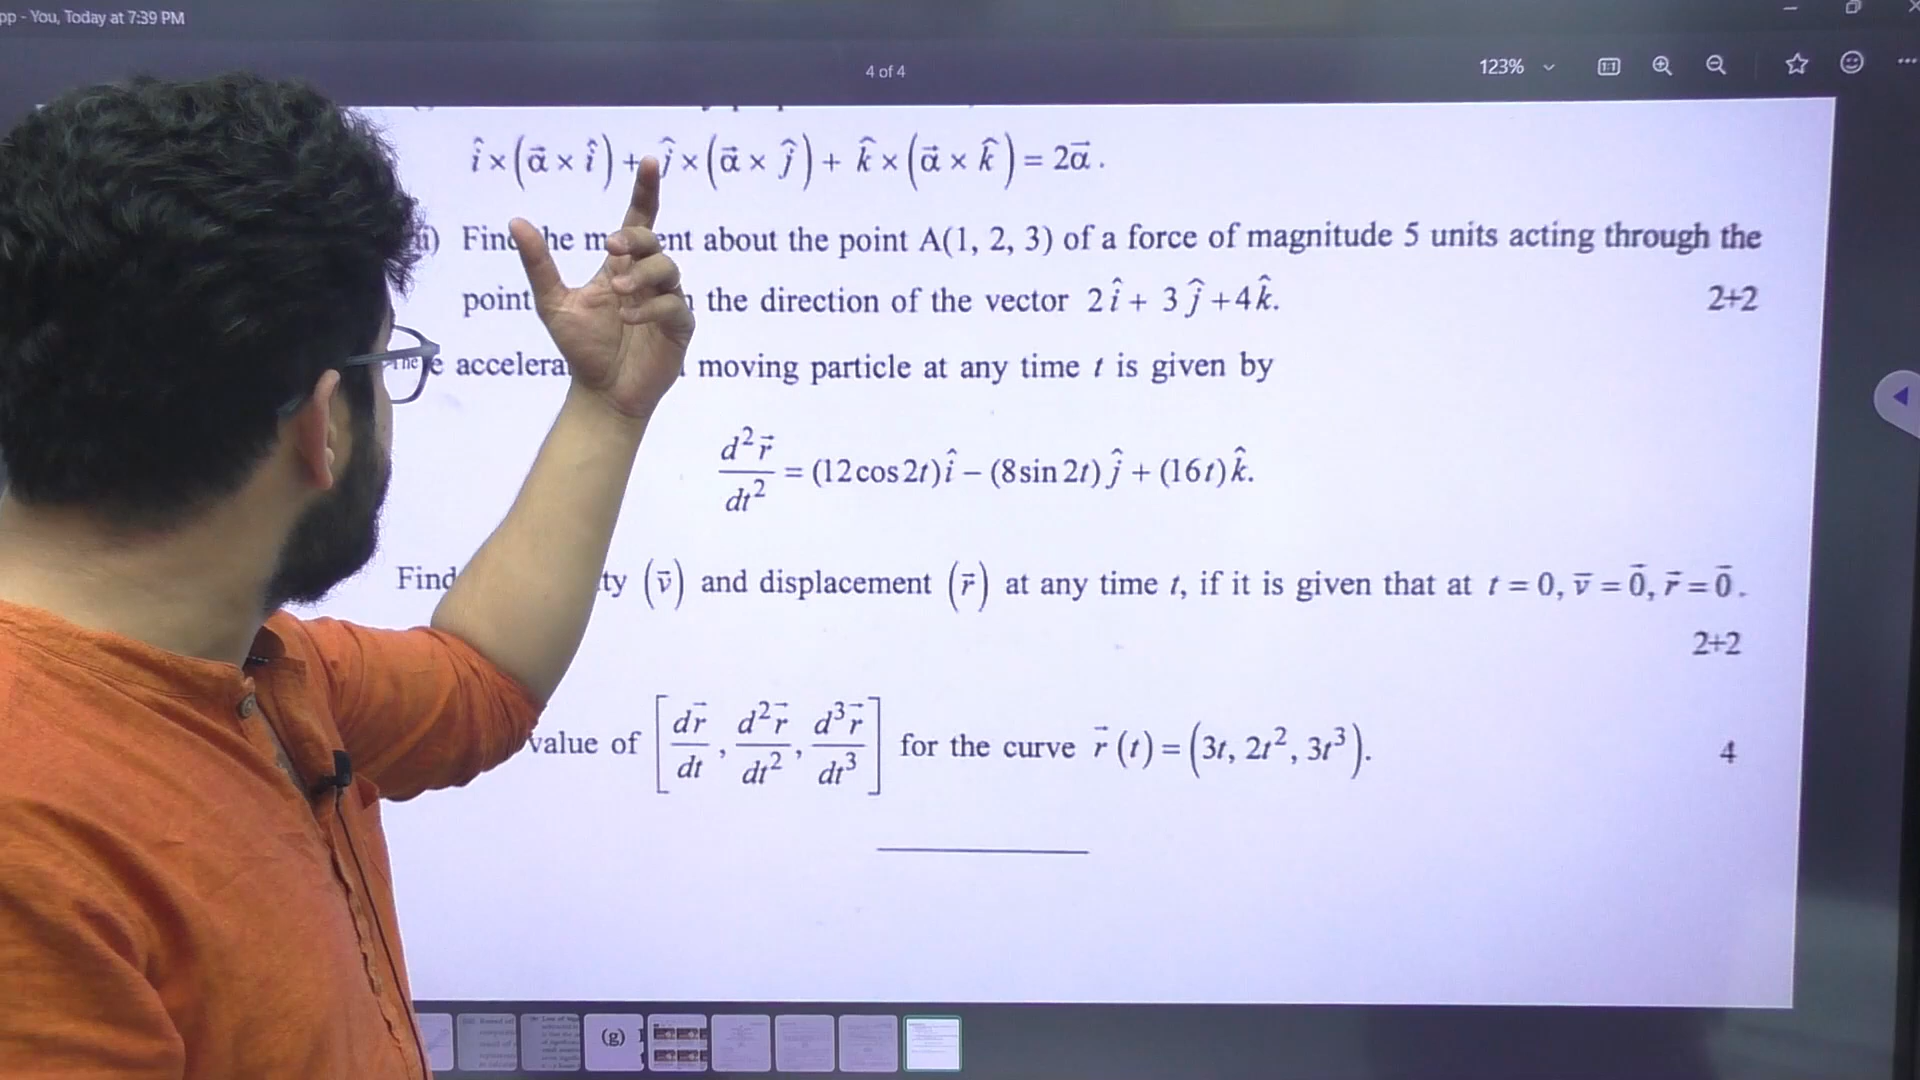 pp - You, Today at 7:39 PM
4 of 4
123%
î × (α⃗ × î) + ĵ × (α⃗ × ĵ) + k̂ × (α⃗ × k̂) = 2α⃗ .
Find the about the point A(1, 2, 3) of a force of magnitude 5 units acting through the
point the direction of the vector 2î + 3ĵ + 4k̂. 2+2
moving particle at any time t is given by
d²r⃗/dt² = (12cos2t)î − (8sin2t)ĵ + (16t)k̂.
Find (v⃗) and displacement (r⃗) at any time t, if it is given that at t = 0, v⃗ = 0⃗, r⃗ = 0⃗.
2+2
value of [dr⃗/dt, d²r⃗/dt², d³r⃗/dt³] for the curve r⃗(t) = (3t, 2t², 3t³). 4
(g)